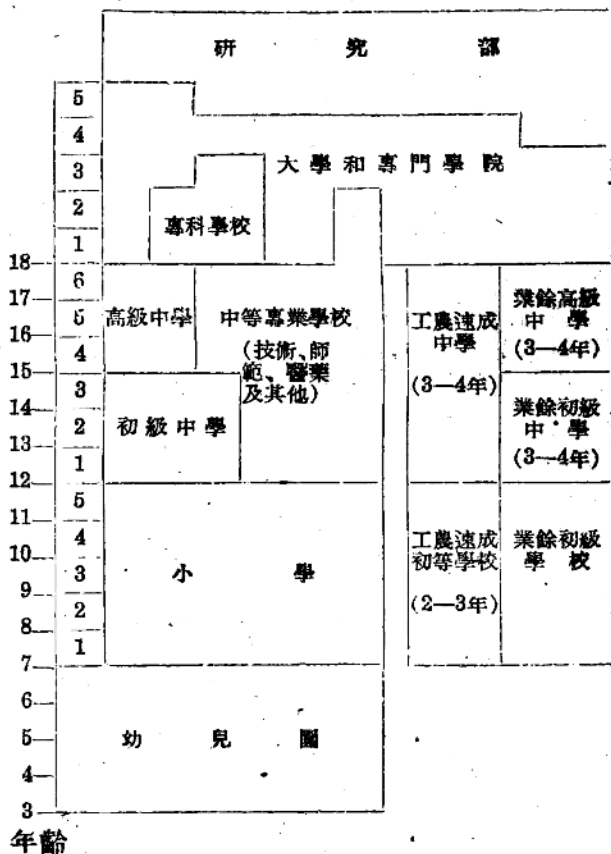 研究部
5
4
3
大學和專門學院
2
1
專科學校
18
6
17
5
高級中學
中等專業學校
16
4
(技術、師
範、醫藥
及其他)
工農速成
中學
(3—4年)
業餘高級
中學
(3—4年)
15
3
14
2
初級中學
13
1
業餘初級
中學
(3—4年)
12
5
11
4
10
3
小學
9
2
8
1
7
工農速成
初等學校
(2—3年)
業餘初級
學校
6
5
幼兒園
4
3
年齡